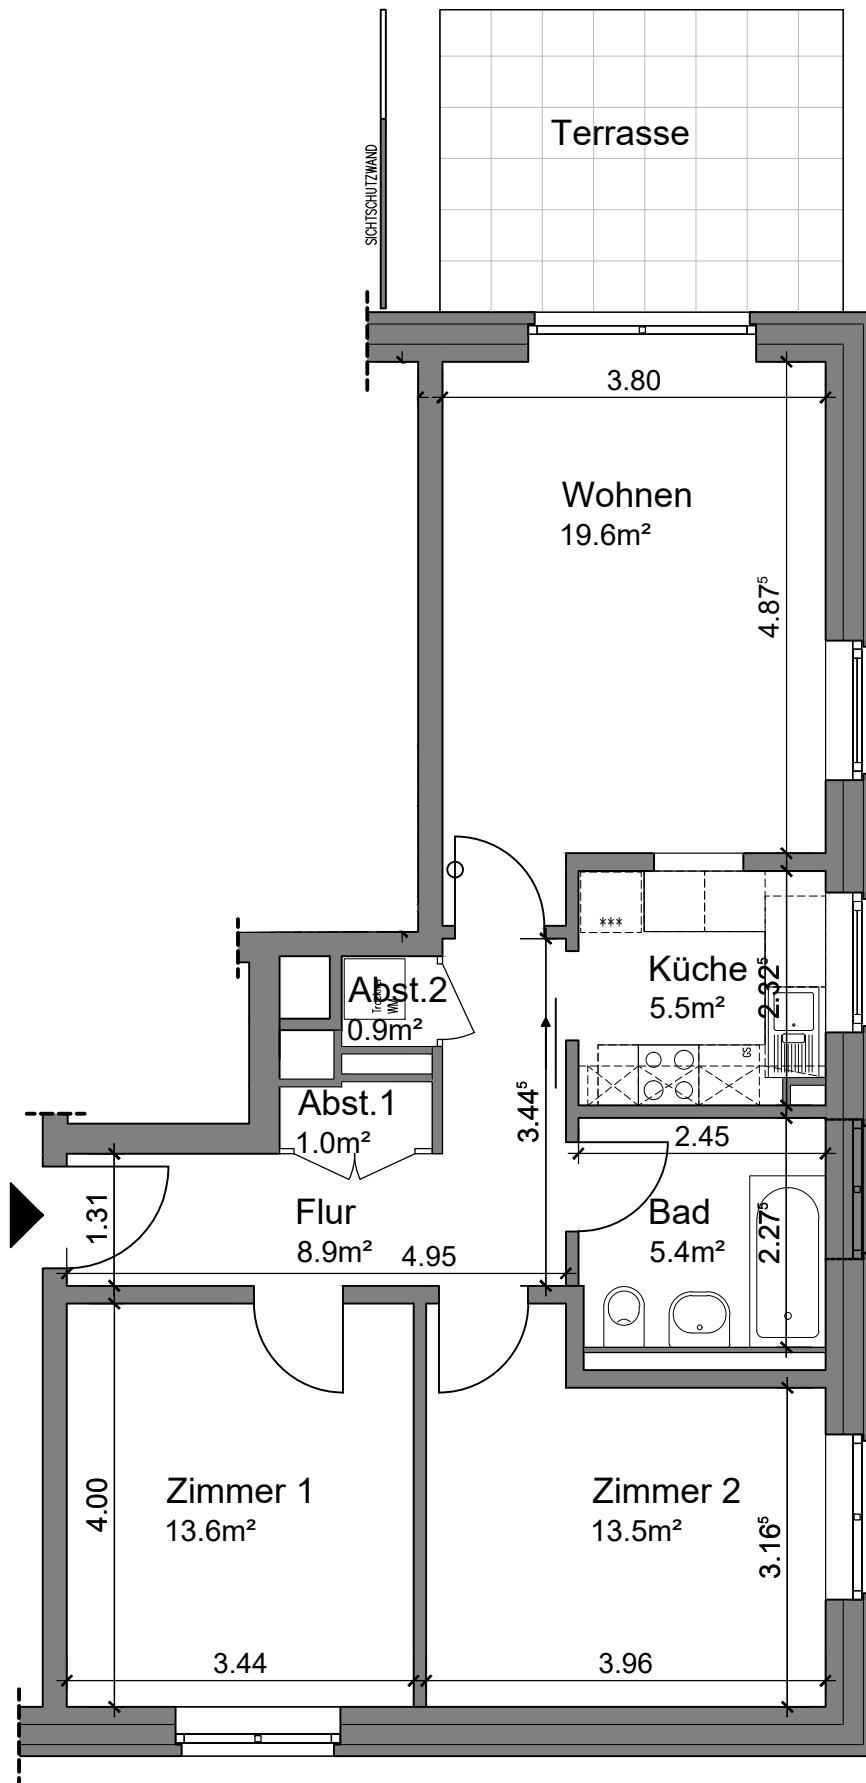 Terrasse
SICHTSCHUTZWAND
3.80
Wohnen
19.6m²
4.87⁵
***
Küche
5.5m²
2.32⁵
GS
Abst.2
0.9m²
WM
Abst.1
1.0m²
3.44⁵
2.45
1.31
Flur
8.9m²
4.95
Bad
5.4m²
2.27⁵
Zimmer 1
13.6m²
4.00
3.44
Zimmer 2
13.5m²
3.16⁵
3.96